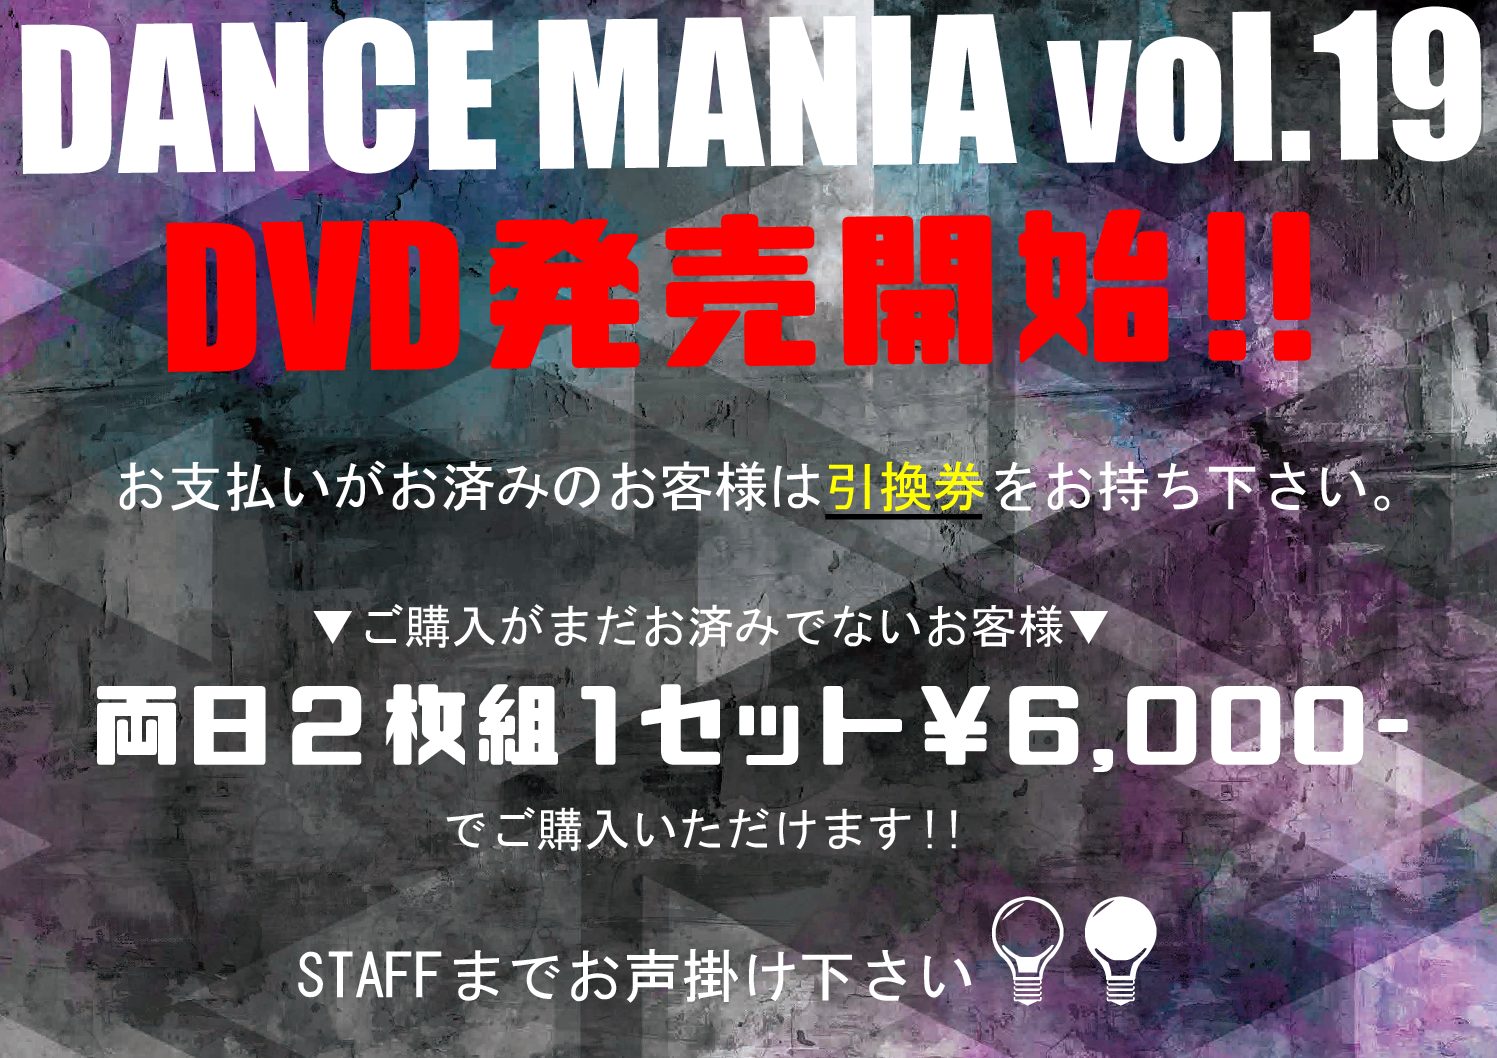 DANCE MANIA vol.19
DVD発売開始!!
お支払いがお済みのお客様は引換券をお持ち下さい。
▼ご購入がまだお済みでないお客様▼
両日2枚組1セット¥6,000-
でご購入いただけます!!
STAFFまでお声掛け下さい